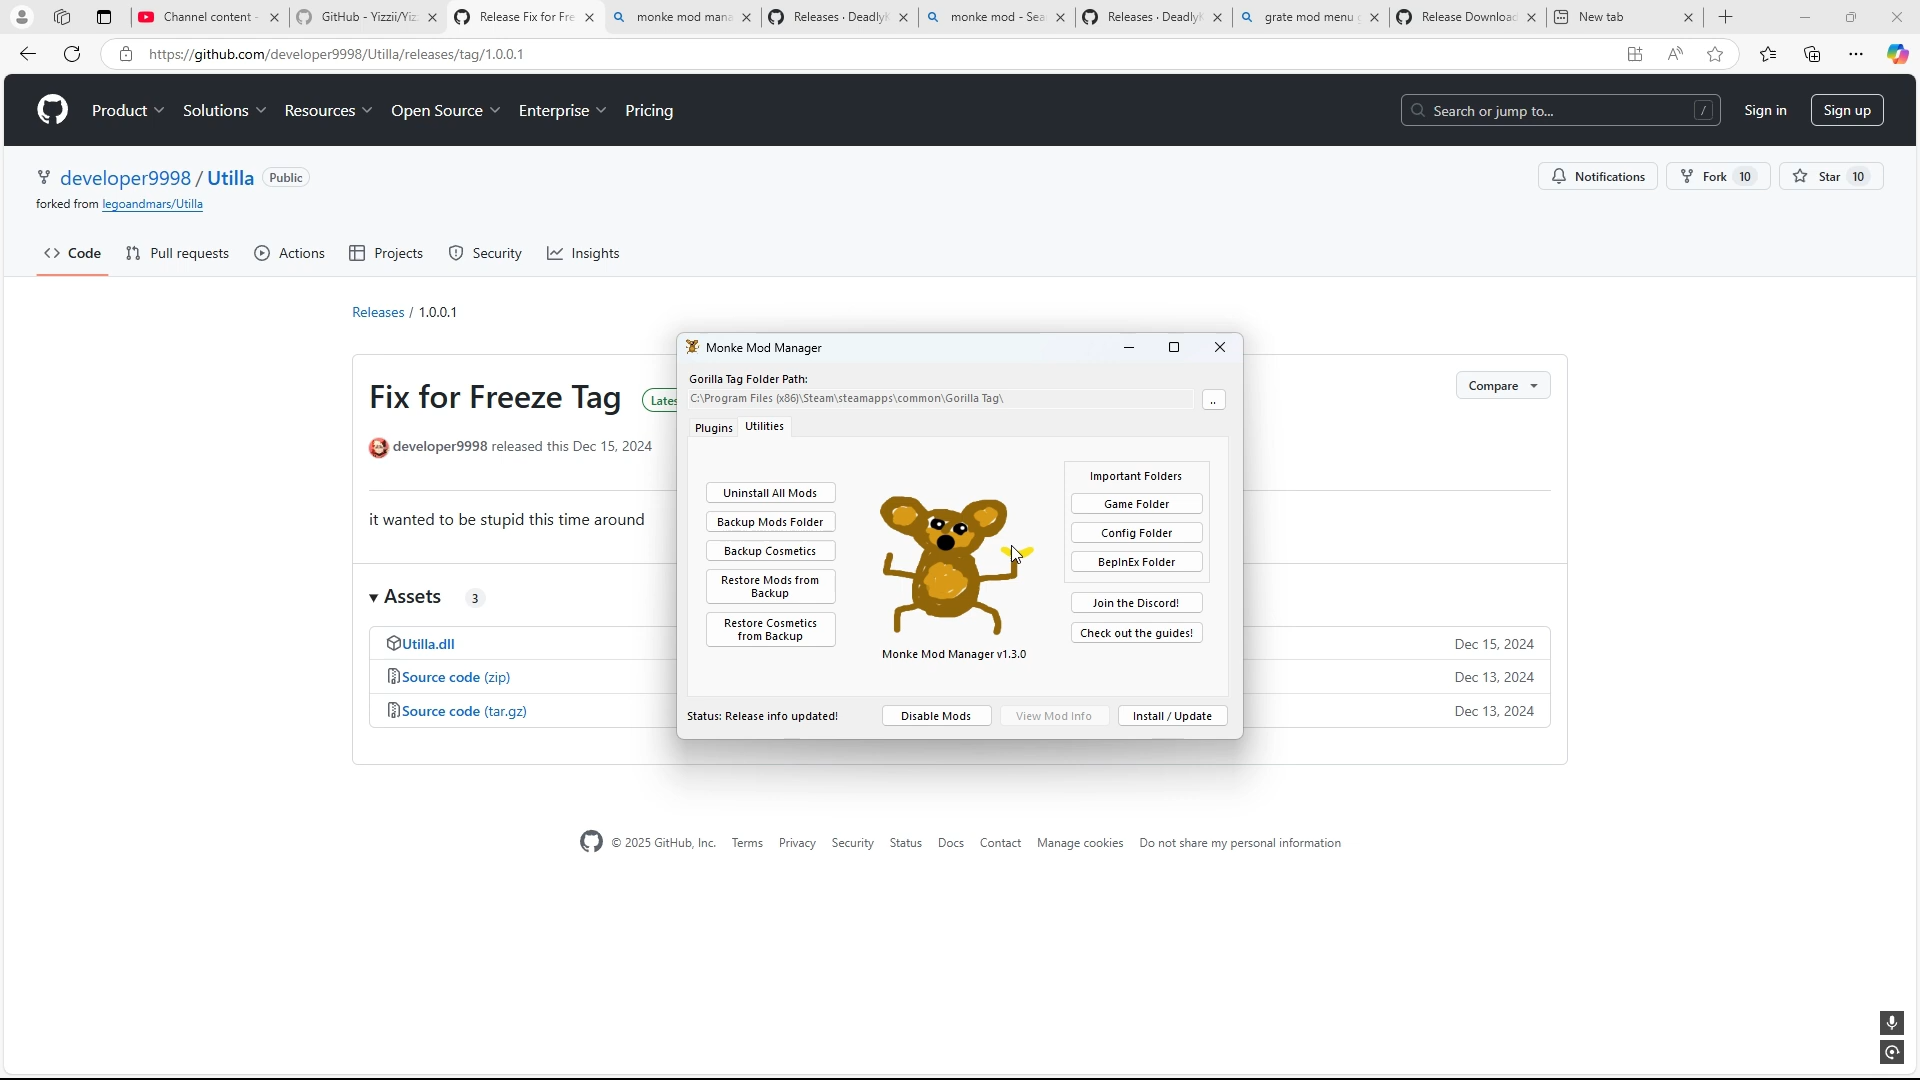 Channel content -
GitHub - Yizzii/Yiz
Release Fix for Fre
monke mod mana
Releases · Deadlyk
monke mod - Sea
Releases · Deadlyk
grate mod menu g
Release Download
New tab
https://github.com/developer9998/Utilla/releases/tag/1.0.0.1
Product
Solutions
Resources
Open Source
Enterprise
Pricing
Search or jump to...
/
Sign in
Sign up
developer9998 / Utilla
Public
Notifications
Fork 10
Star 10
forked from legoandmars/Utilla
Code
Pull requests
Actions
Projects
Security
Insights
Releases / 1.0.0.1
Fix for Freeze Tag
Lates
Compare
developer9998 released this Dec 15, 2024
it wanted to be stupid this time around
Assets 3
Utilla.dll
Dec 15, 2024
Source code (zip)
Dec 13, 2024
Source code (tar.gz)
Dec 13, 2024
Monke Mod Manager
Gorilla Tag Folder Path:
C:\Program Files (x86)\Steam\steamapps\common\Gorilla Tag\
..
Plugins
Utilities
Uninstall All Mods
Backup Mods Folder
Backup Cosmetics
Restore Mods from
Backup
Restore Cosmetics
from Backup
Monke Mod Manager v1.3.0
Important Folders
Game Folder
Config Folder
BepInEx Folder
Join the Discord!
Check out the guides!
Status: Release info updated!
Disable Mods
View Mod Info
Install / Update
© 2025 GitHub, Inc.
Terms
Privacy
Security
Status
Docs
Contact
Manage cookies
Do not share my personal information